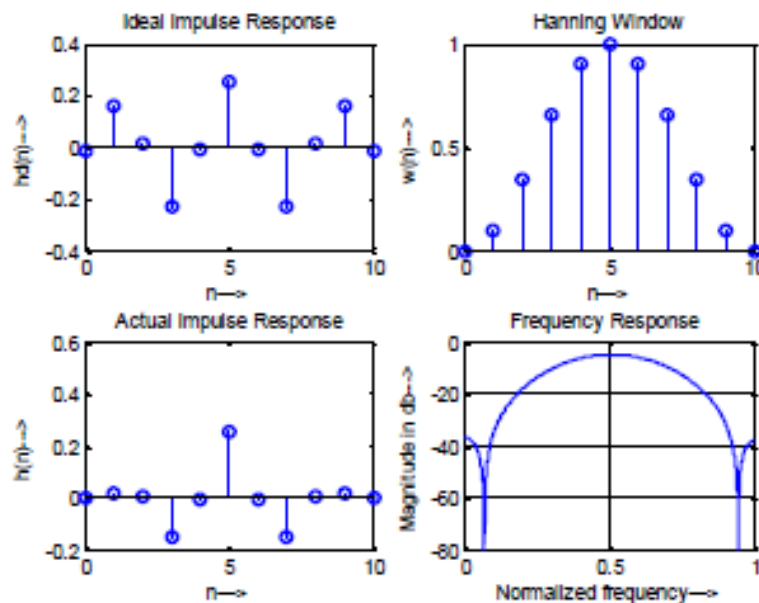 Ideal Impulse Response
0.4
0.2
0
-0.2
-0.4
hd(n)--->
0 5 10
n--->
Hanning Window
1
0.5
0
w(n)--->
0 5 10
n--->
Actual Impulse Response
0.6
0.4
0.2
0
-0.2
h(n)--->
0 5 10
n--->
Frequency Response
0
-20
-40
-60
-80
Magnitude in db--->
0 0.5 1
Normalized frequency--->